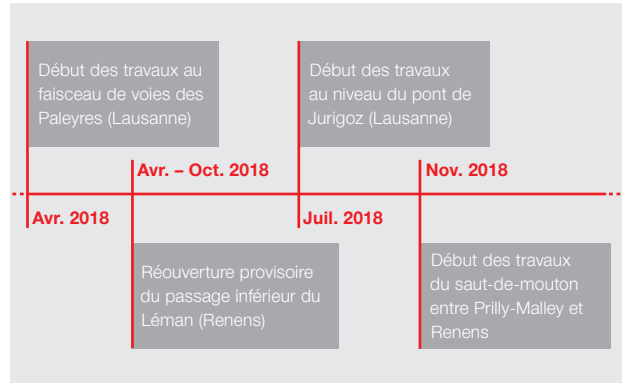 Début des travaux au
faisceau de voies des
Paleyres (Lausanne)
Début des travaux
au niveau du pont de
Jurigoz (Lausanne)
Avr. – Oct. 2018
Nov. 2018
Avr. 2018
Juil. 2018
Réouverture provisoire
du passage inférieur du
Léman (Renens)
Début des travaux
du saut-de-mouton
entre Prilly-Malley et
Renens